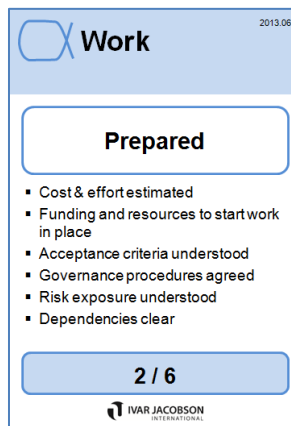 2013.06
Work
Prepared
▪ Cost & effort estimated
▪ Funding and resources to start work
in place
▪ Acceptance criteria understood
▪ Governance procedures agreed
▪ Risk exposure understood
▪ Dependencies clear
2 / 6
IVAR JACOBSON
INTERNATIONAL